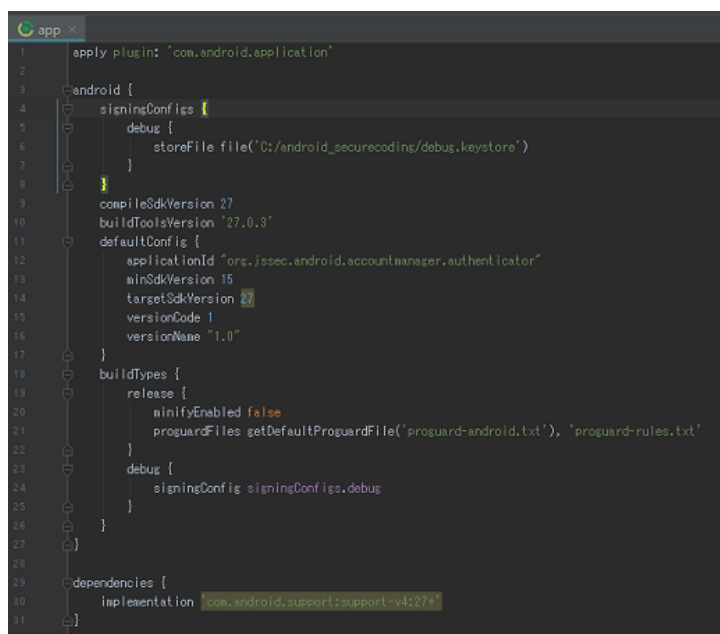 app ×
1 apply plugin: 'com.android.application'
2
3 android {
4 signingConfigs {
5 debug {
6 storeFile file('C:/android_securecoding/debug.keystore')
7 }
8 }
9 compileSdkVersion 27
10 buildToolsVersion '27.0.3'
11 defaultConfig {
12 applicationId "org.jssec.android.accountmanager.authenticator"
13 minSdkVersion 15
14 targetSdkVersion 27
15 versionCode 1
16 versionName "1.0"
17 }
18 buildTypes {
19 release {
20 minifyEnabled false
21 proguardFiles getDefaultProguardFile('proguard-android.txt'), 'proguard-rules.txt'
22 }
23 debug {
24 signingConfig signingConfigs.debug
25 }
26 }
27 }
28
29 dependencies {
30 implementation 'com.android.support:support-v4:27+'
31 }